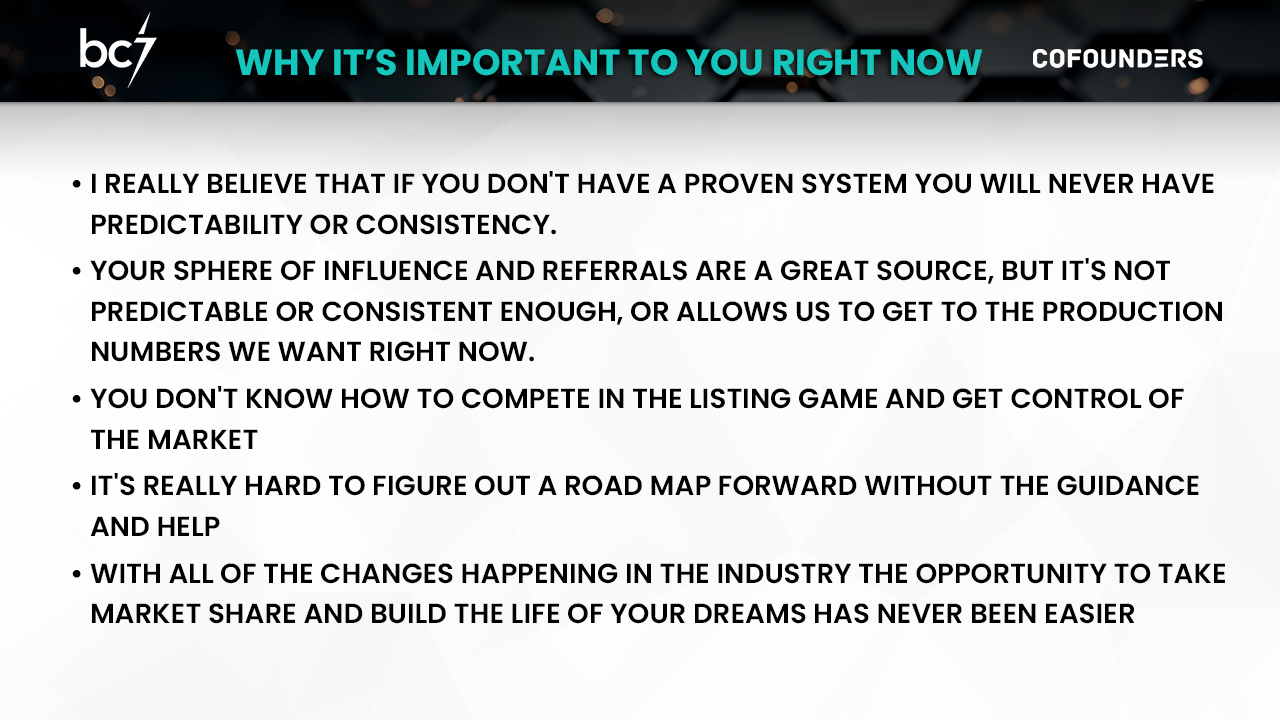 bc7
WHY IT’S IMPORTANT TO YOU RIGHT NOW
COFOUNDERS
• I REALLY BELIEVE THAT IF YOU DON'T HAVE A PROVEN SYSTEM YOU WILL NEVER HAVE
PREDICTABILITY OR CONSISTENCY.
• YOUR SPHERE OF INFLUENCE AND REFERRALS ARE A GREAT SOURCE, BUT IT'S NOT
PREDICTABLE OR CONSISTENT ENOUGH, OR ALLOWS US TO GET TO THE PRODUCTION
NUMBERS WE WANT RIGHT NOW.
• YOU DON'T KNOW HOW TO COMPETE IN THE LISTING GAME AND GET CONTROL OF
THE MARKET
• IT'S REALLY HARD TO FIGURE OUT A ROAD MAP FORWARD WITHOUT THE GUIDANCE
AND HELP
• WITH ALL OF THE CHANGES HAPPENING IN THE INDUSTRY THE OPPORTUNITY TO TAKE
MARKET SHARE AND BUILD THE LIFE OF YOUR DREAMS HAS NEVER BEEN EASIER